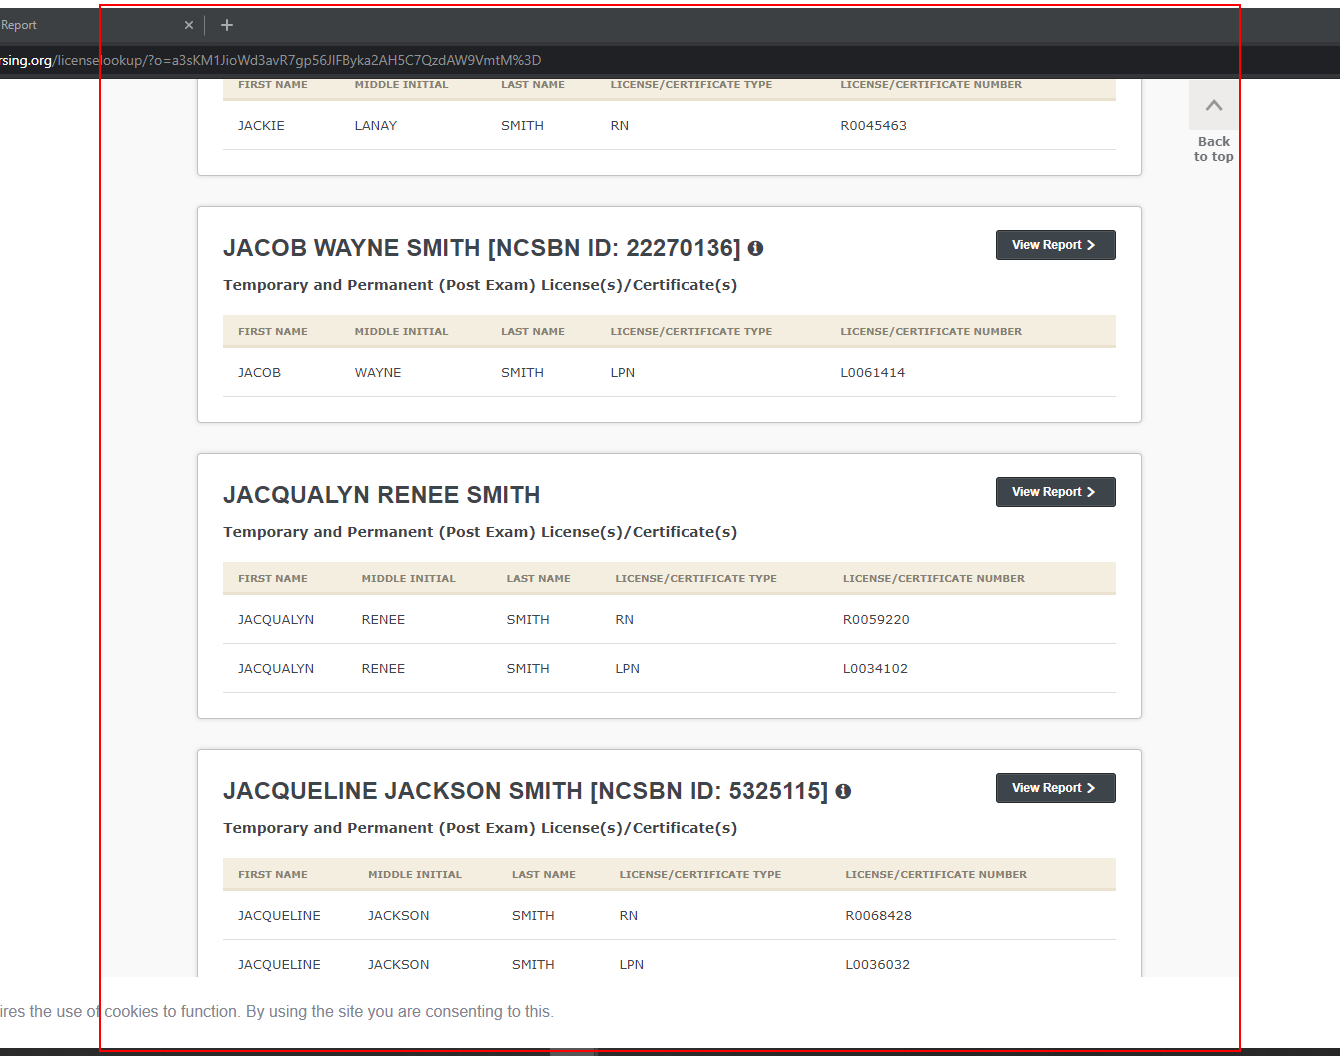 Report
rsing.org/licenselookup/?o=a3sKM1JioWd3avR7gp56JIFByka2AH5C7QzdAW9VmtM%3D
FIRST NAME MIDDLE INITIAL LAST NAME LICENSE/CERTIFICATE TYPE LICENSE/CERTIFICATE NUMBER
JACKIE LANAY SMITH RN R0045463
Back
to top
JACOB WAYNE SMITH [NCSBN ID: 22270136]
View Report
Temporary and Permanent (Post Exam) License(s)/Certificate(s)
FIRST NAME MIDDLE INITIAL LAST NAME LICENSE/CERTIFICATE TYPE LICENSE/CERTIFICATE NUMBER
JACOB WAYNE SMITH LPN L0061414
JACQUALYN RENEE SMITH
View Report
Temporary and Permanent (Post Exam) License(s)/Certificate(s)
FIRST NAME MIDDLE INITIAL LAST NAME LICENSE/CERTIFICATE TYPE LICENSE/CERTIFICATE NUMBER
JACQUALYN RENEE SMITH RN R0059220
JACQUALYN RENEE SMITH LPN L0034102
JACQUELINE JACKSON SMITH [NCSBN ID: 5325115]
View Report
Temporary and Permanent (Post Exam) License(s)/Certificate(s)
FIRST NAME MIDDLE INITIAL LAST NAME LICENSE/CERTIFICATE TYPE LICENSE/CERTIFICATE NUMBER
JACQUELINE JACKSON SMITH RN R0068428
JACQUELINE JACKSON SMITH LPN L0036032
ires the use of cookies to function. By using the site you are consenting to this.